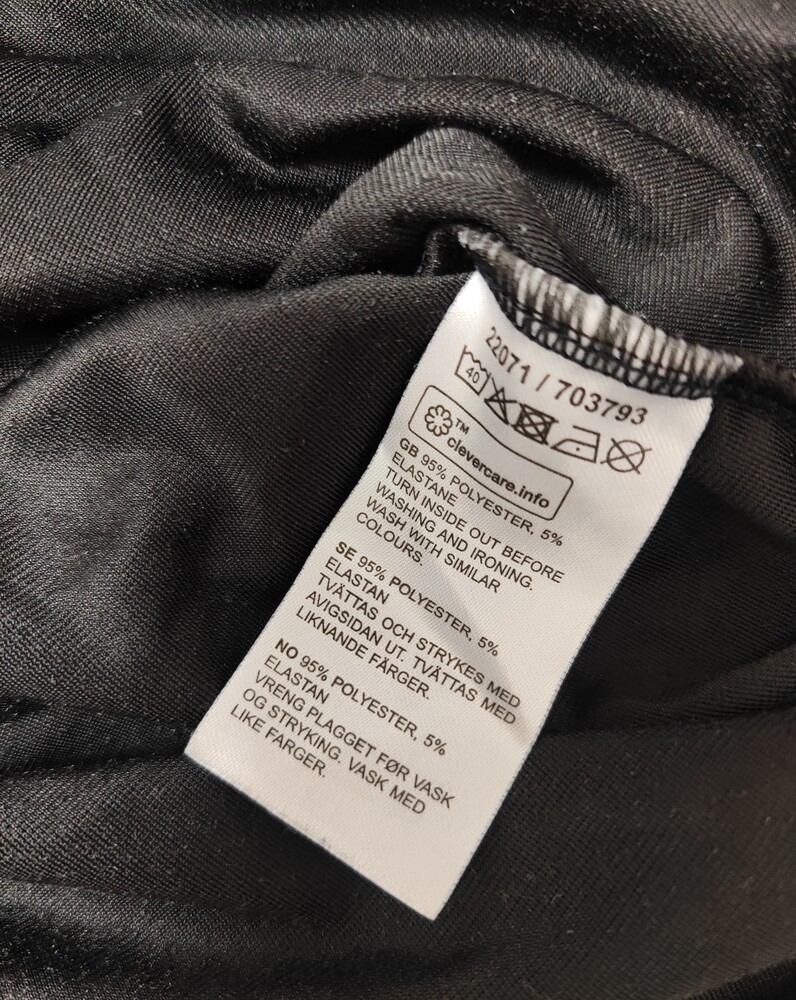 22071 / 703793
40
TM
clevercare.info
GB 95% POLYESTER, 5%
ELASTANE
TURN INSIDE OUT BEFORE
WASHING AND IRONING.
WASH WITH SIMILAR
COLOURS.
SE 95% POLYESTER, 5%
ELASTAN
TVÄTTAS OCH STRYKES MED
AVIGSIDAN UT. TVÄTTAS MED
LIKNANDE FÄRGER.
NO 95% POLYESTER, 5%
ELASTAN
VRENG PLAGGET FØR VASK
OG STRYKING. VASK MED
LIKE FARGER.